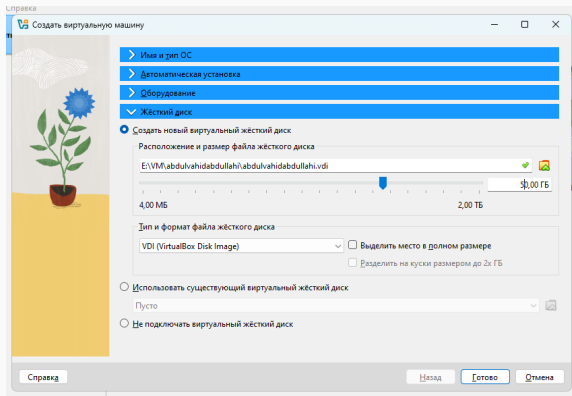 Справка
Создать виртуальную машину
Имя и тип ОС
Автоматическая установка
Оборудование
Жёсткий диск
Создать новый виртуальный жёсткий диск
Расположение и размер файла жёсткого диска
E:\VM\abdulvahidabdullahi\abdulvahidabdullahi.vdi
50,00 ГБ
4,00 МБ 2,00 ТБ
Тип и формат файла жёсткого диска
VDI (VirtualBox Disk Image) Выделить место в полном размере
Разделить на куски размером до 2х ГБ
Использовать существующий виртуальный жёсткий диск
Пусто
Не подключать виртуальный жёсткий диск
Справка Назад Готово Отмена